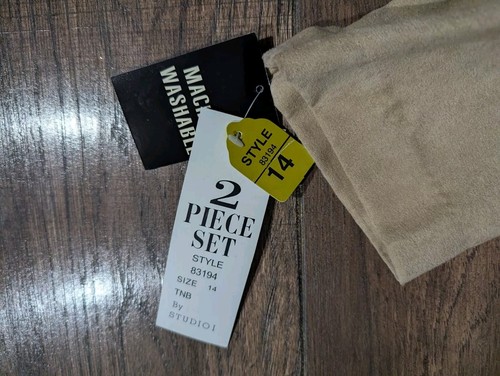 MACH
WASHABLE
STYLE
83194
14
2
PIECE
SET
STYLE
83194
SIZE 14
TNB
By
STUDIO1